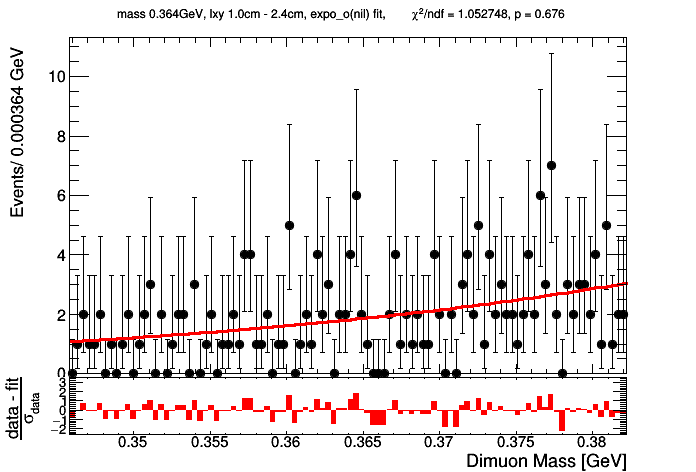 mass 0.364GeV, lxy 1.0cm - 2.4cm, expo_o(nil) fit, χ²/ndf = 1.052748, p = 0.676
Events/ 0.000364 GeV
10
8
6
4
2
0
data - fit
σdata
3
2
1
0
−1
−2
0.35 0.355 0.36 0.365 0.37 0.375 0.38
Dimuon Mass [GeV]